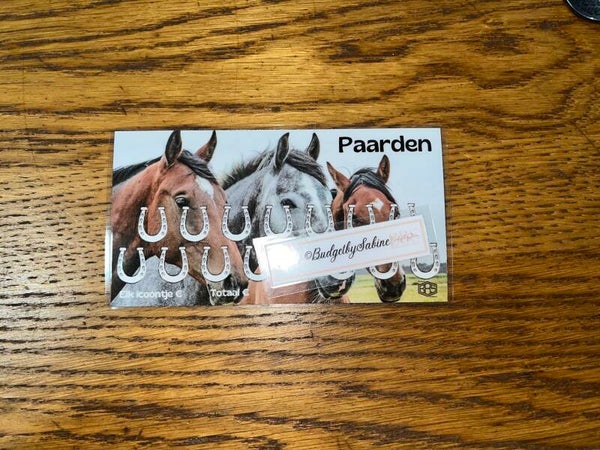 Paarden
©BudgetbySabine
Elk icoontje €
Totaal €